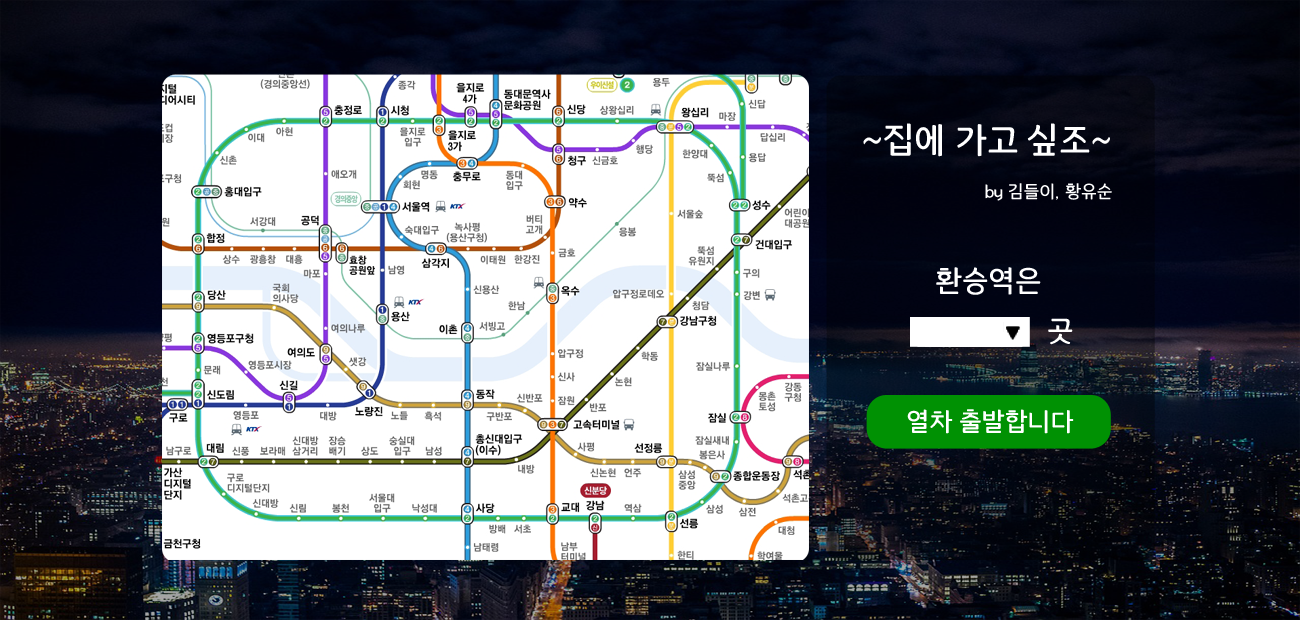 (경의중앙선)
종각
을지로
4가
동대문역사
문화공원
신당
우이신설 2
용두
신답
디어시티
충정로
시청
상왕십리
왕십리
마장
답십리
이대
아현
을지로
입구
을지로
3가
청구
신금호
행당
한양대
용답
신촌
애오개
명동
충무로
동대
입구
뚝섬
홍대입구
회현
경의중앙
서울역
KTX
약수
성수
서울숲
어린이
대공원
서강대
공덕
숙대입구
녹사평
(용산구청)
버티
고개
응봉
합정
건대입구
상수
광흥창
대흥
효창
공원앞
남영
삼각지
이태원
한강진
금호
뚝섬
유원지
구의
마포
당산
국회
의사당
용산
KTX
신용산
한남
옥수
압구정로데오
청담
강변
강남구청
영등포구청
여의나루
이촌
서빙고
여의도
샛강
압구정
학동
문래
영등포시장
신사
논현
잠실나루
신길
신도림
구로
영등포
대방
노량진
노들
흑석
동작
구반포
신반포
잠원
반포
고속터미널
잠실
몽촌
토성
강동
구청
KTX
남구로
대림
신풍
보라매
신대방
삼거리
장승
배기
상도
숭실대
입구
남성
총신대입구
(이수)
내방
사평
신논현
언주
선정릉
삼성
중앙
봉은사
잠실새내
종합운동장
가산
디지털
단지
구로
디지털단지
신대방
신림
봉천
서울대
입구
낙성대
사당
방배
서초
교대
신분당
강남
역삼
선릉
삼성
삼전
석촌고
대청
금천구청
남태령
남부
터미널
한티
학여울
~집에 가고 싶조~
by 김들이, 황유순
환승역은
곳
열차 출발합니다